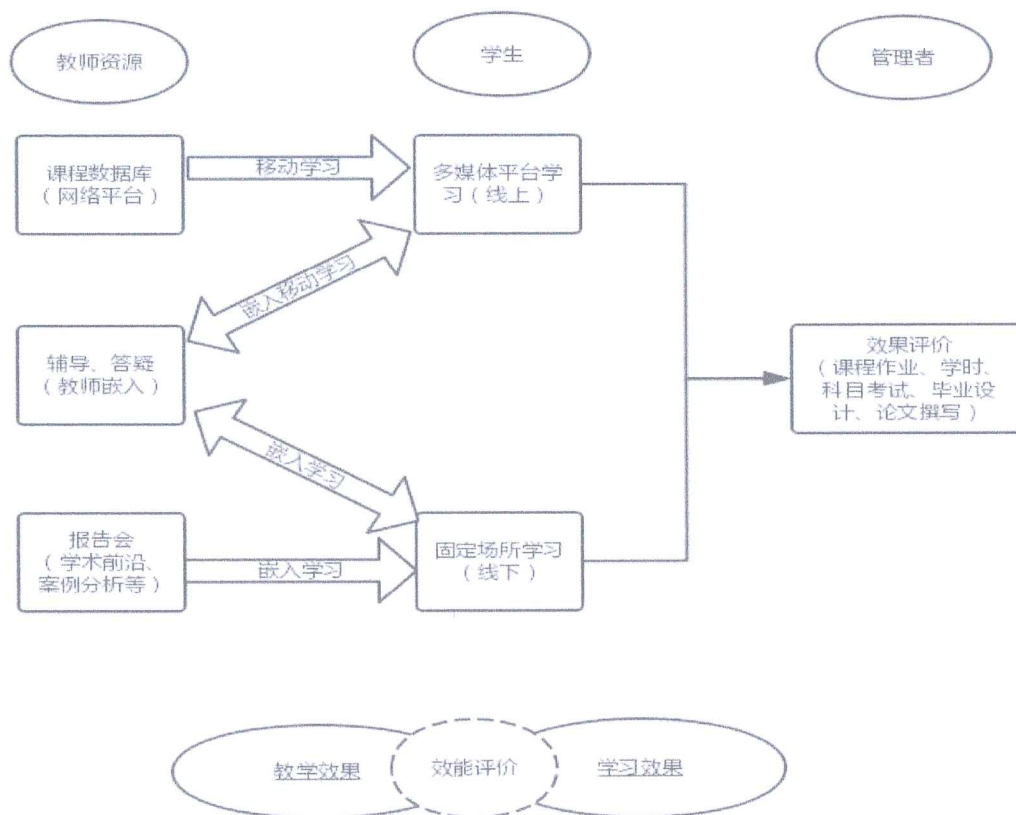 教师资源
学生
管理者
课程数据库
（网络平台）
移动学习
多媒体平台学
习（线上）
嵌入移动学习
辅导、答疑
（教师嵌入）
效果评价
（课程作业、学时、
科目考试、毕业设
计、论文撰写）
嵌入学习
报告会
（学术前沿、
案例分析等）
嵌入学习
固定场所学习
（线下）
教学效果
效能评价
学习效果